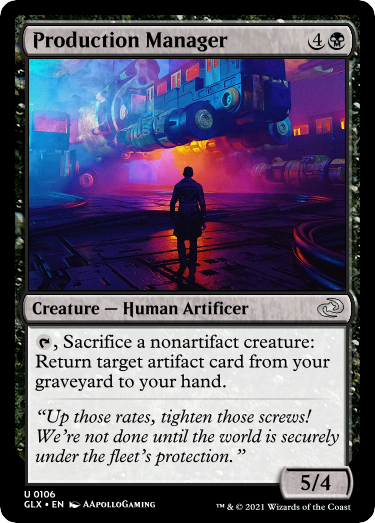 Production Manager 4
Creature — Human Artificer
, Sacrifice a nonartifact creature:
Return target artifact card from your
graveyard to your hand.
“Up those rates, tighten those screws!
We’re not done until the world is securely
under the fleet’s protection.”
5/4
U 0106
GLX • EN AApolloGaming
™ & © 2021 Wizards of the Coast